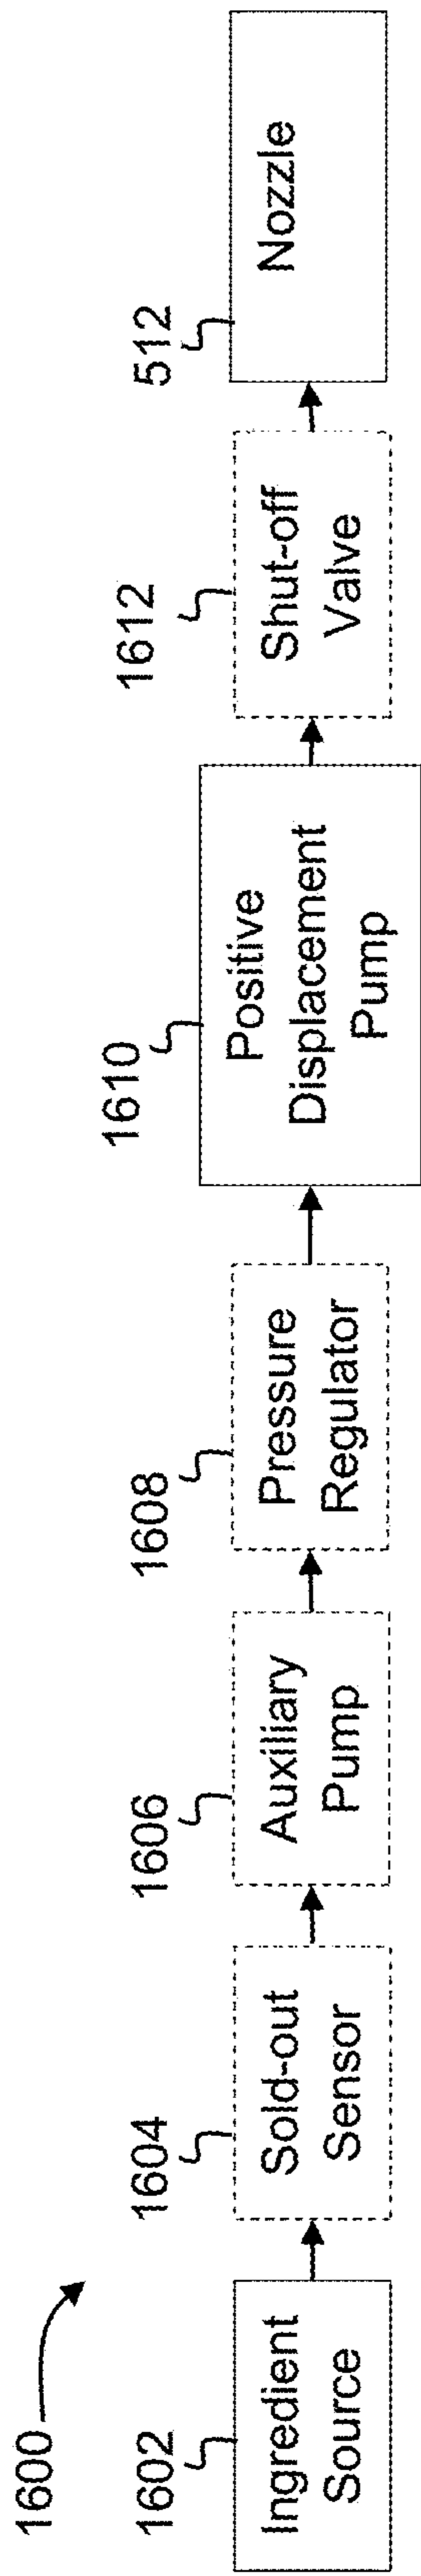 1600
1602
Ingredient
Source
1604
Sold-out
Sensor
1606
Auxiliary
Pump
1608
Pressure
Regulator
1610
Positive
Displacement
Pump
1612
Shut-off
Valve
512
Nozzle